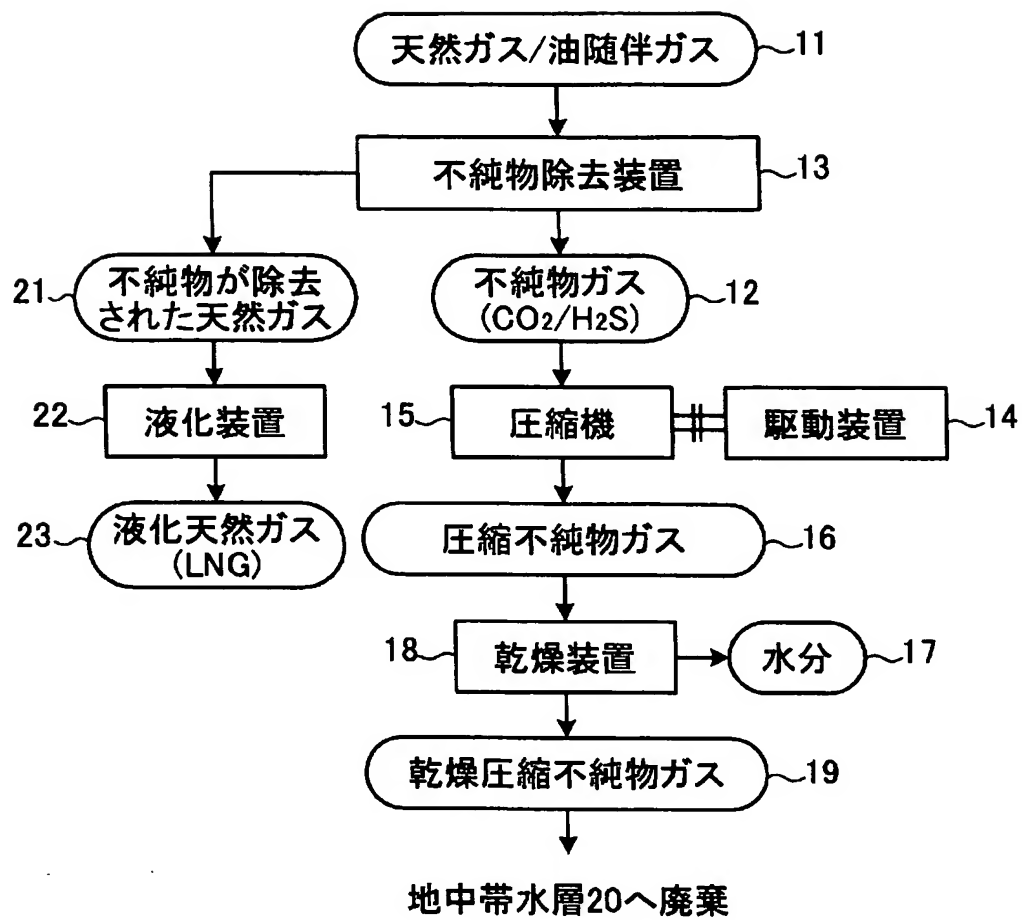 天然ガス/油随伴ガス 11
不純物除去装置 13
21 不純物が除去
された天然ガス
不純物ガス 12
(CO2/H2S)
22 液化装置
15 圧縮機
駆動装置 14
23 液化天然ガス
(LNG)
圧縮不純物ガス 16
18 乾燥装置
水分 17
乾燥圧縮不純物ガス 19
地中帯水層20へ廃棄